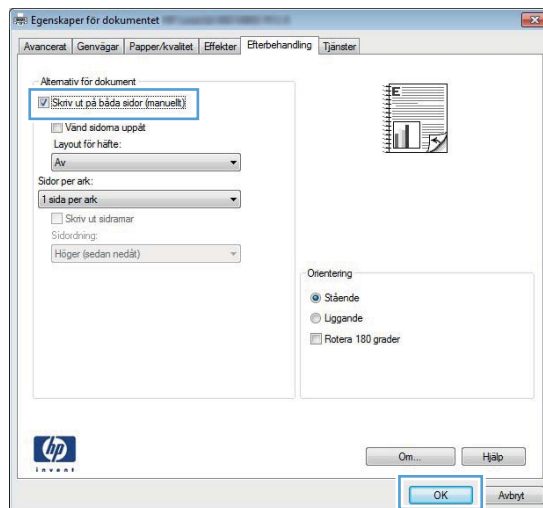 Egenskaper för dokumentet
Avancerat Genvägar Papper/kvalitet Effekter Efterbehandling Tjänster
Alternativ för dokument
Skriv ut på båda sidor (manuellt)
Vänd sidorna uppåt
Layout för häfte:
Av
Sidor per ark:
1 sida per ark
Skriv ut sidramar
Sidordning:
Höger (sedan nedåt)
E
Orientering
Stående
Liggande
Rotera 180 grader
hp
invent
Om... Hjälp
OK Avbryt